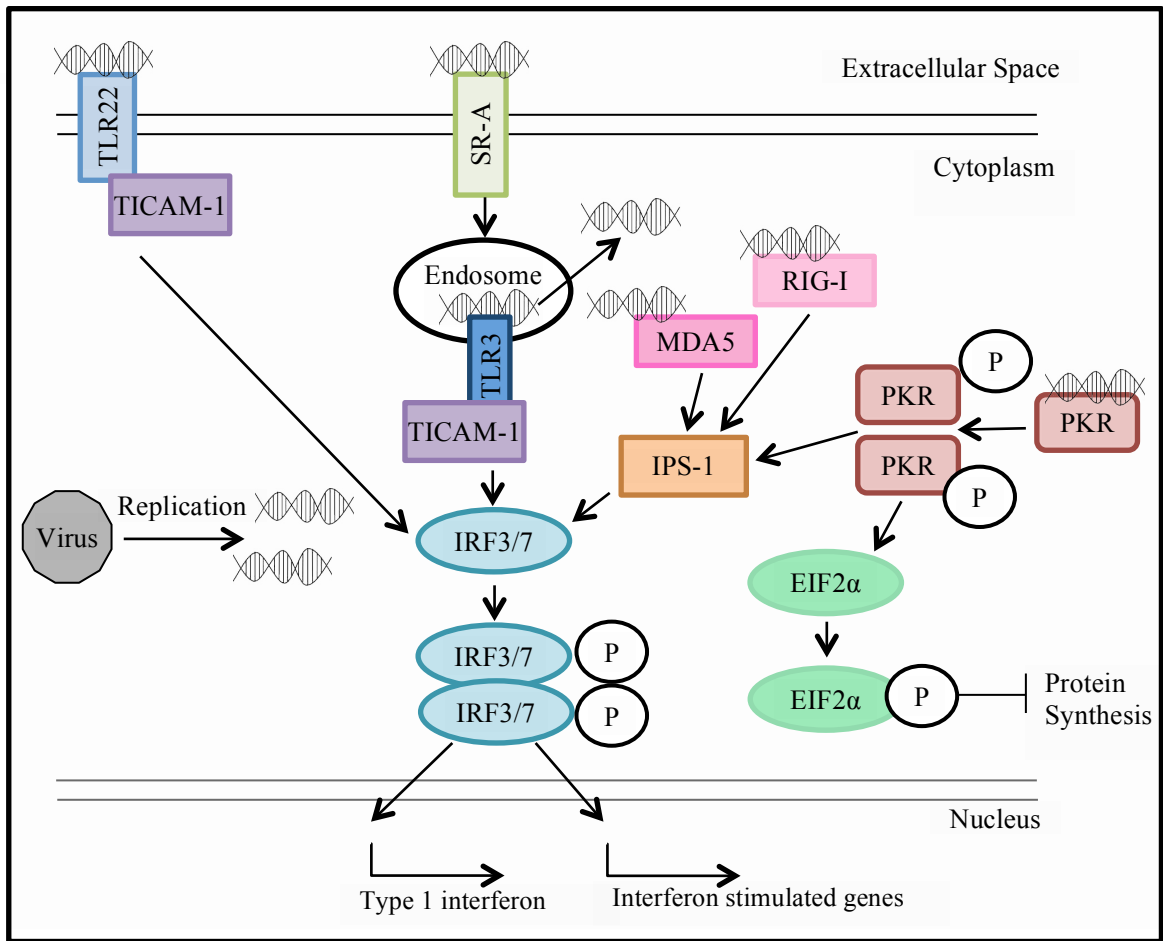 Extracellular Space
TLR22
SR-A
Cytoplasm
TICAM-1
Endosome
RIG-I
MDA5
TLR3
P
PKR
PKR
TICAM-1
IPS-1
PKR
P
Replication
Virus
IRF3/7
EIF2α
IRF3/7
P
IRF3/7
P
EIF2α
P
Protein
Synthesis
Nucleus
Type 1 interferon
Interferon stimulated genes